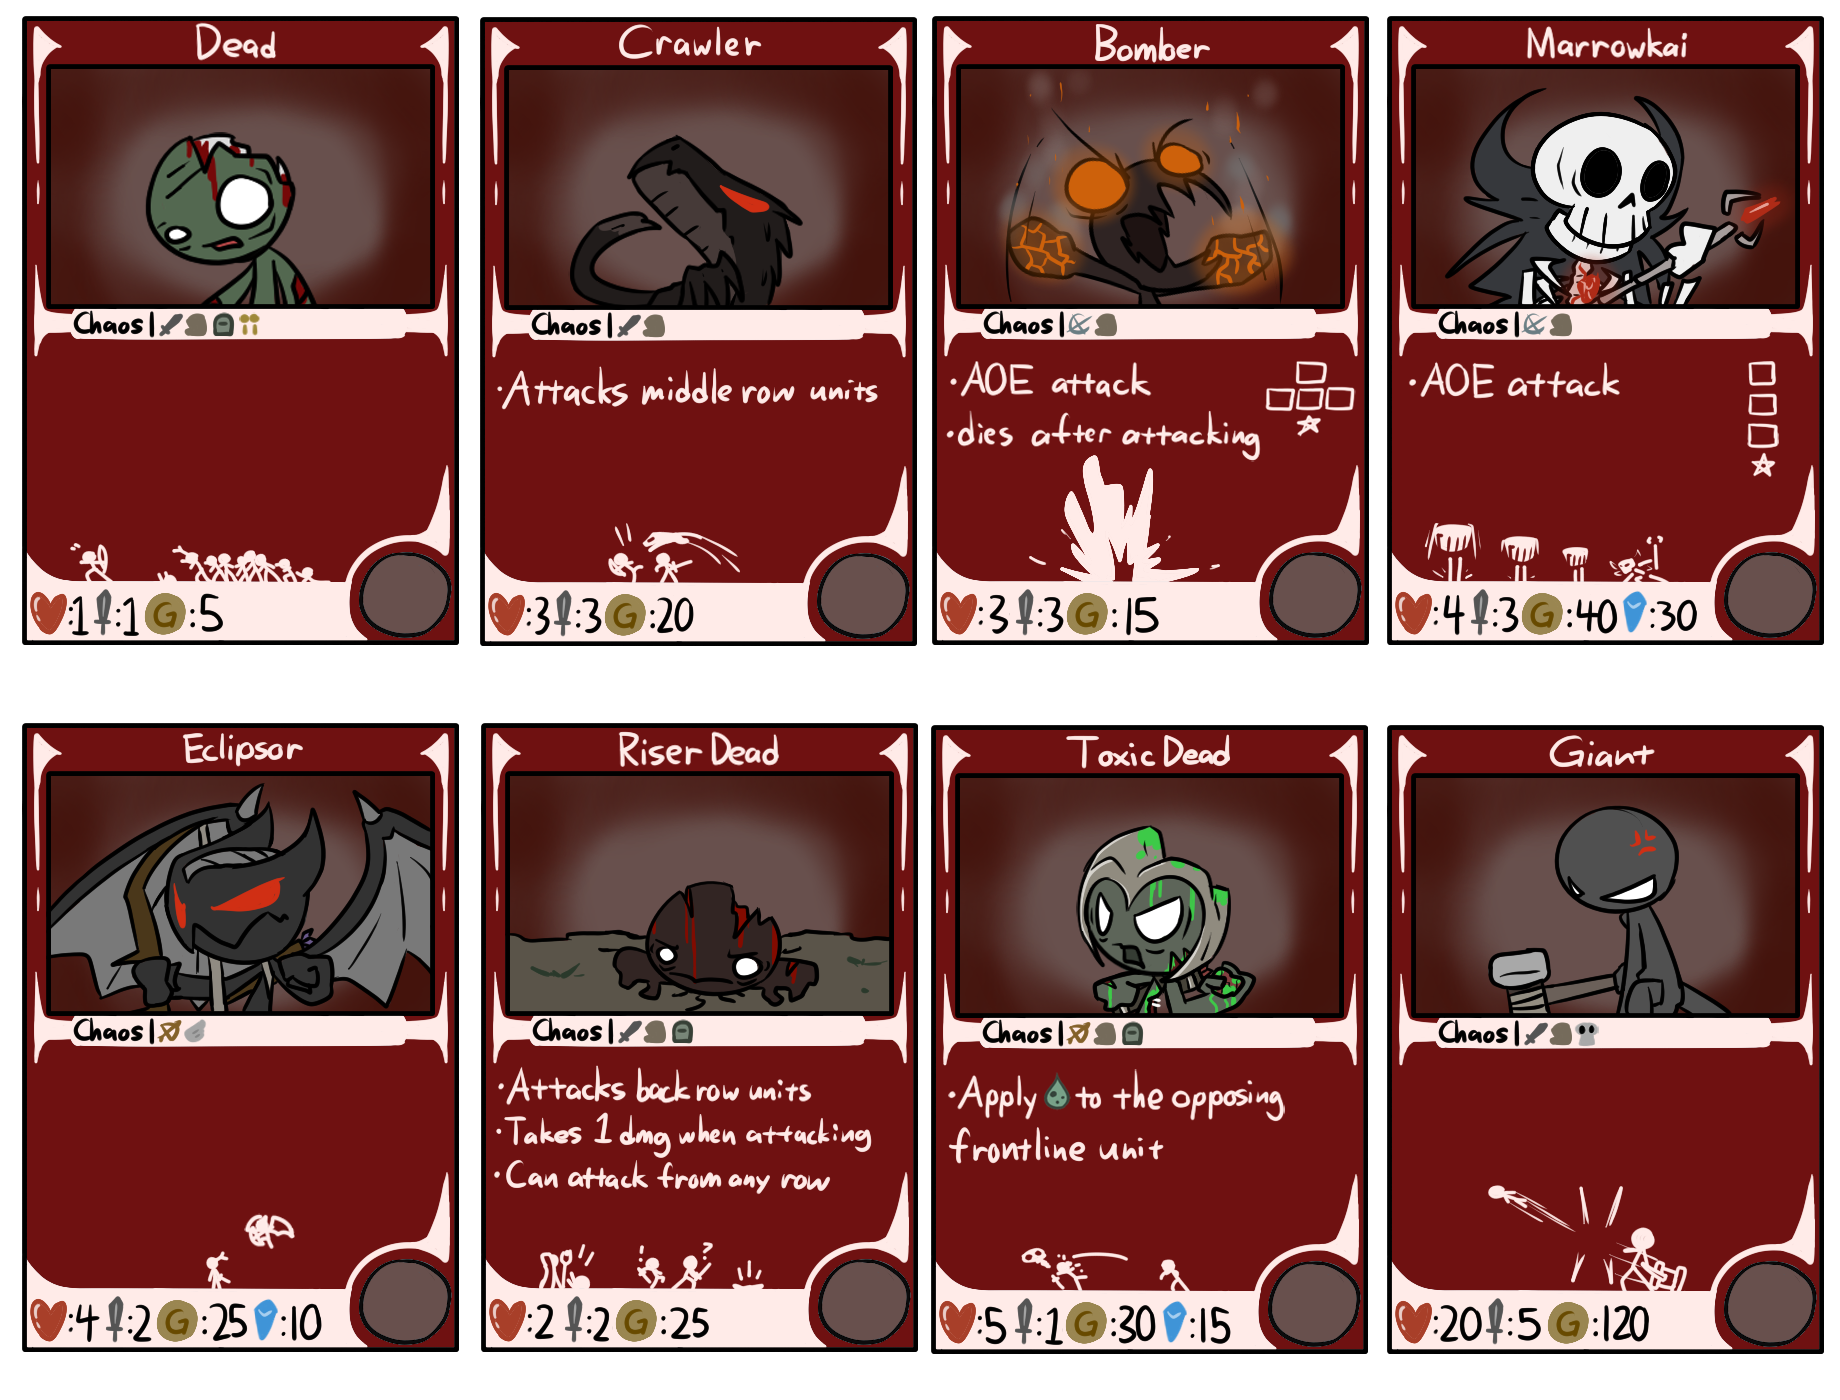 Dead
Chaos|
:1 :1 G:5
Crawler
Chaos|
·Attacks middle row units
:3 :3 G:20
Bomber
Chaos|
·AOE attack
·dies after attacking
:3 :3 G:15
Marrowkai
Chaos|
·AOE attack
:4 :3 G:40 :30
Eclipsor
Chaos|
:4 :2 G:25 :10
Riser Dead
Chaos|
·Attacks back row units
·Takes 1 dmg when attacking
·Can attack from any row
:2 :2 G:25
Toxic Dead
Chaos|
·Apply to the opposing
frontline unit
:5 :1 G:30 :15
Giant
Chaos|
:20 :5 G:120